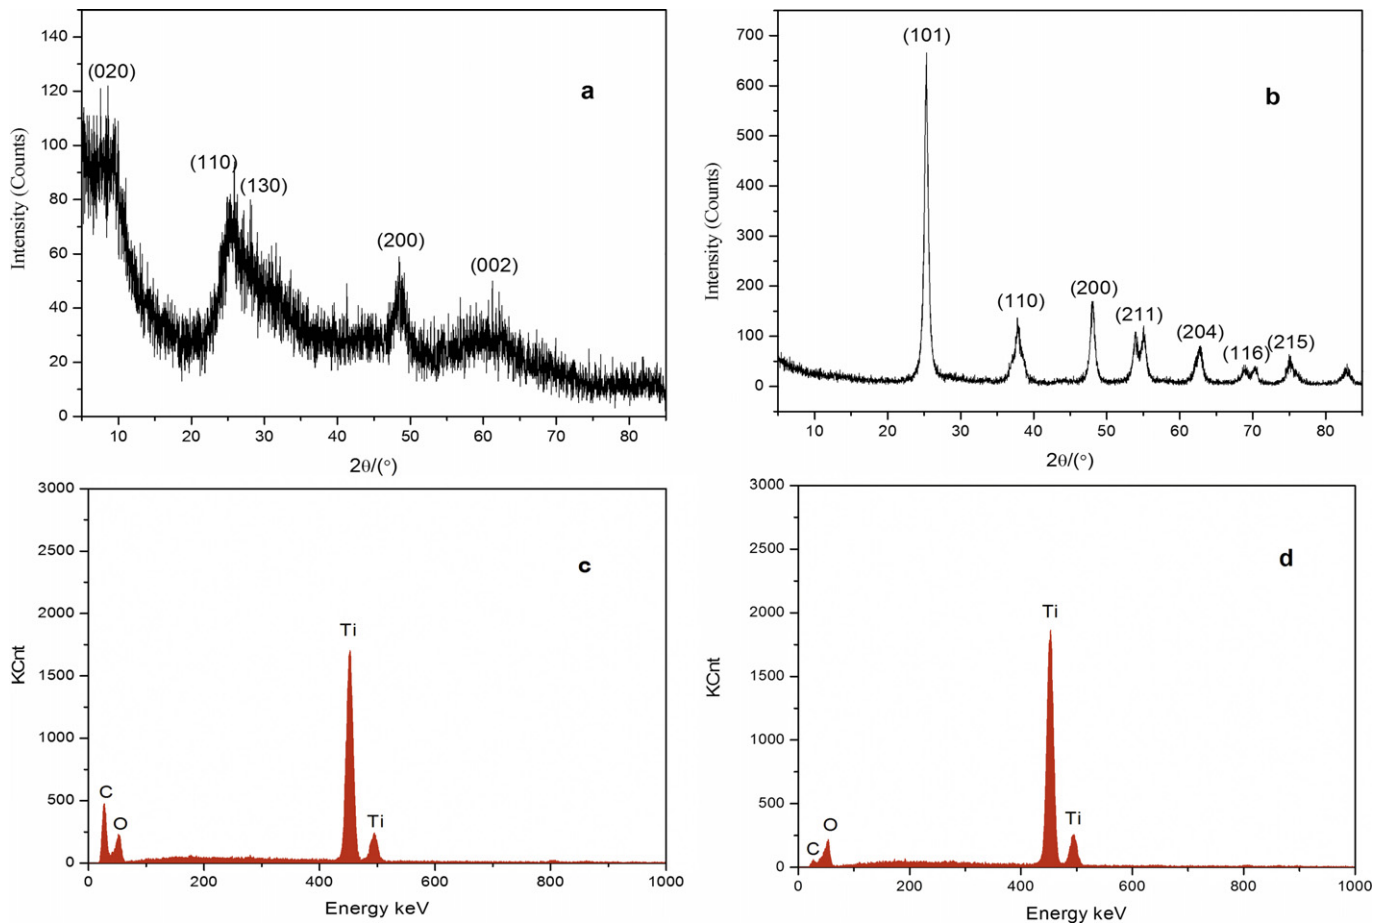 a
(020)
(110)
(130)
(200)
(002)
Intensity (Counts)
140
120
100
80
60
40
20
0
10 20 30 40 50 60 70 80
2θ/(°)
b
(101)
(110)
(200)
(211)
(204)
(116)
(215)
Intensity (Counts)
700
600
500
400
300
200
100
0
10 20 30 40 50 60 70 80
2θ/(°)
c
Ti
C
O
Ti
KCnt
3000
2500
2000
1500
1000
500
0
0 200 400 600 800 1000
Energy keV
d
Ti
O
C
Ti
KCnt
3000
2500
2000
1500
1000
500
0
0 200 400 600 800 1000
Energy keV